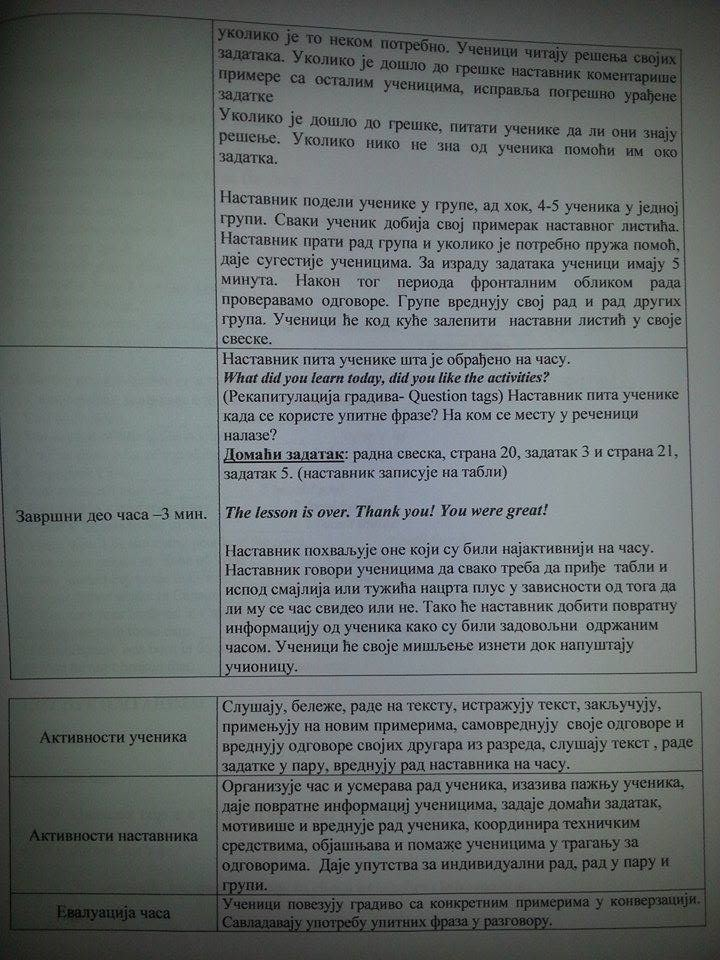 уколико је то неком потребно. Ученици читају решења својих
задатака. Уколико је дошло до грешке наставник коментарише
примере са осталим ученицима, исправља погрешно урађене
задатке
Уколико је дошло до грешке, питати ученике да ли они знају
решење. Уколико нико не зна од ученика помоћи им око
задатка.
Наставник подели ученике у групе, ад хок, 4-5 ученика у једној
групи. Сваки ученик добија свој примерак наставног листића.
Наставник прати рад група и уколико је потребно пружа помоћ,
даје сугестије ученицима. За израду задатака ученици имају 5
минута. Након тог периода фронталним обликом рада
проверавамо одговоре. Групе вреднују свој рад и рад других
група. Ученици ће код куће залепити наставни листић у своје
свеске.
Завршни део часа –3 мин.
Наставник пита ученике шта је обрађено на часу.
What did you learn today, did you like the activities?
(Рекапитулација градива- Question tags) Наставник пита ученике
када се користе упитне фразе? На ком се месту у реченици
налазе?
Домаћи задатак: радна свеска, страна 20, задатак 3 и страна 21,
задатак 5. (наставник записује на табли)
The lesson is over. Thank you! You were great!
Наставник похваљује оне који су били најактивнији на часу.
Наставник говори ученицима да свако треба да приђе табли и
испод смајлија или тужића нацрта плус у зависности од тога да
ли му се час свидео или не. Тако ће наставник добити повратну
информацију од ученика како су били задовољни одржаним
часом. Ученици ће своје мишљење изнети док напуштају
учионицу.
Активности ученика
Слушају, бележе, раде на тексту, истражују текст, закључују,
примењују на новим примерима, самовреднују своје одговоре и
вреднују одговоре својих другара из разреда, слушају текст , раде
задатке у пару, вреднују рад наставника на часу.
Активности наставника
Организује час и усмерава рад ученика, изазива пажњу ученика,
даје повратне информациј ученицима, задаје домаћи задатак,
мотивише и вреднује рад ученика, координира техничким
средствима, објашњава и помаже ученицима у трагању за
одговорима. Даје упутства за индивидуални рад, рад у пару и
групи.
Евалуација часа
Ученици повезују градиво са конкретним примерима у конверзацији.
Савладавају употребу упитних фраза у разговору.